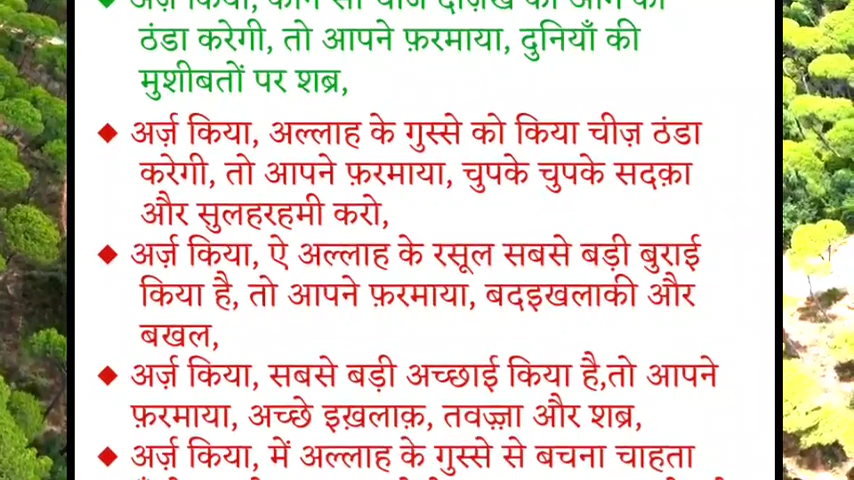 अर्ज़ किया, कौन सी चीज दोज़ख की आग को
ठंडा करेगी, तो आपने फ़रमाया, दुनियाँ की
मुशीबतों पर शब्र,
अर्ज़ किया, अल्लाह के गुस्से को किया चीज़ ठंडा
करेगी, तो आपने फ़रमाया, चुपके चुपके सदक़ा
और सुलहरहमी करो,
अर्ज़ किया, ऐ अल्लाह के रसूल सबसे बड़ी बुराई
किया है, तो आपने फ़रमाया, बदइखलाकी और
बखल,
अर्ज़ किया, सबसे बड़ी अच्छाई किया है,तो आपने
फ़रमाया, अच्छे इख़लाक़, तवज़्ज़ा और शब्र,
अर्ज़ किया, में अल्लाह के गुस्से से बचना चाहता